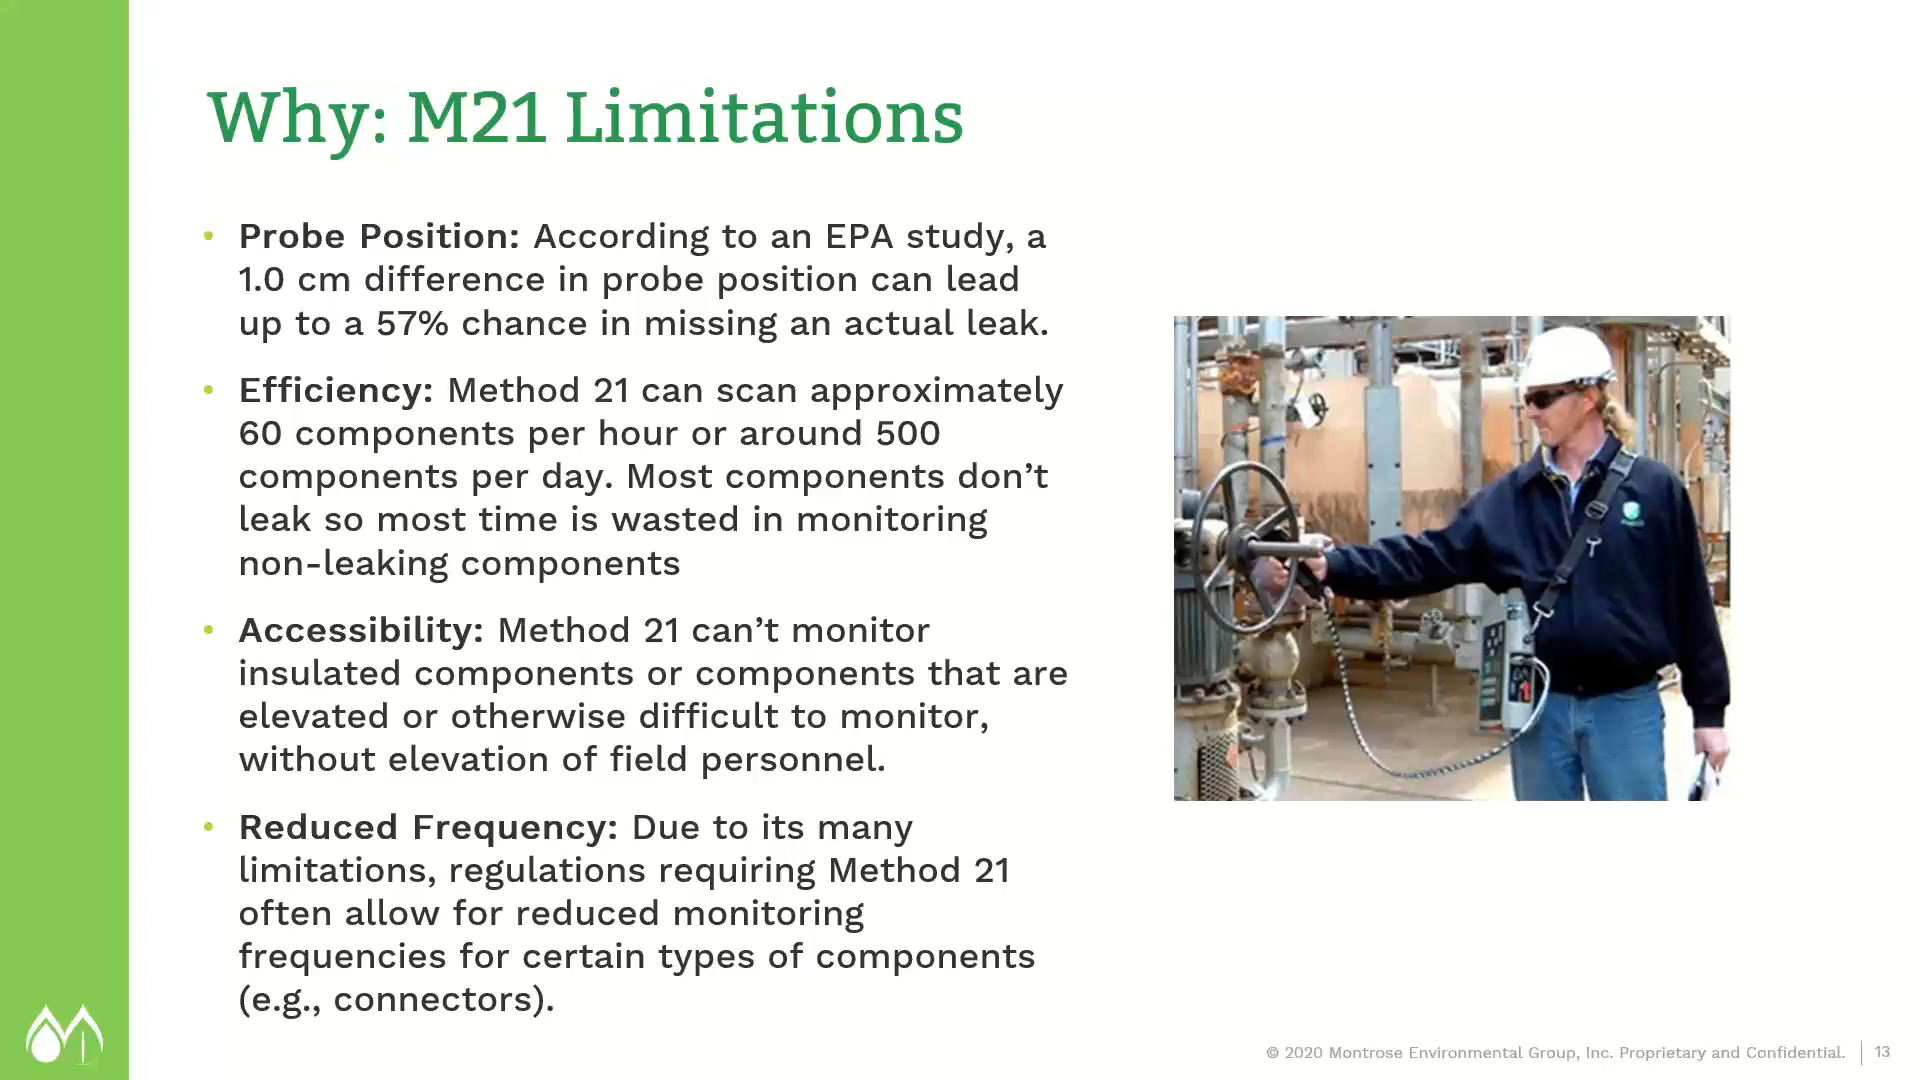 Why: M21 Limitations
• Probe Position: According to an EPA study, a
1.0 cm difference in probe position can lead
up to a 57% chance in missing an actual leak.
• Efficiency: Method 21 can scan approximately
60 components per hour or around 500
components per day. Most components don’t
leak so most time is wasted in monitoring
non-leaking components
• Accessibility: Method 21 can’t monitor
insulated components or components that are
elevated or otherwise difficult to monitor,
without elevation of field personnel.
• Reduced Frequency: Due to its many
limitations, regulations requiring Method 21
often allow for reduced monitoring
frequencies for certain types of components
(e.g., connectors).
© 2020 Montrose Environmental Group, Inc. Proprietary and Confidential. 13